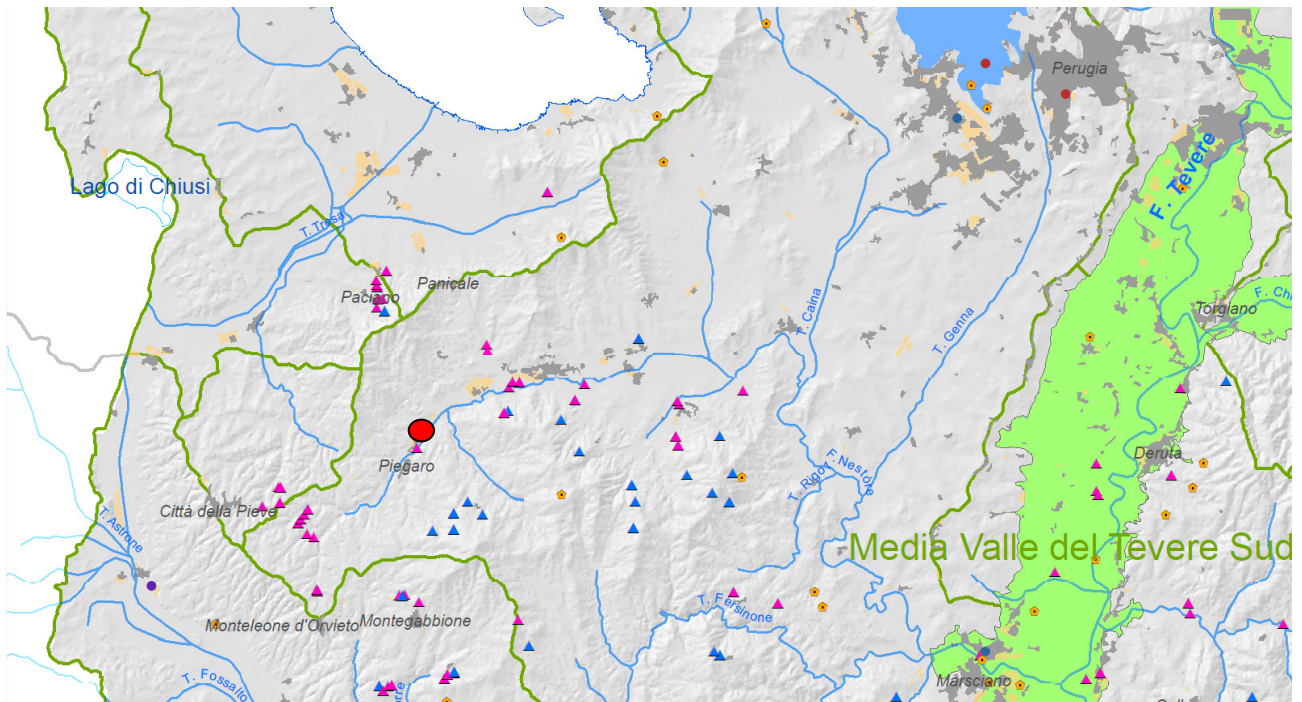 Perugia
Lago di Chiusi
F. Tevere
T. Tresa
Panicale
Paciano
F. Chi
Torgiano
T. Caina
T. Genna
Deruta
Piegaro
F. Nestòre
T. Rigo
Città della Pieve
T. Astrone
Media Valle del Tevere Sud
T. Fersinone
Monteleone d'Orvieto
Montegabbione
T. Fossalto
Marsciano